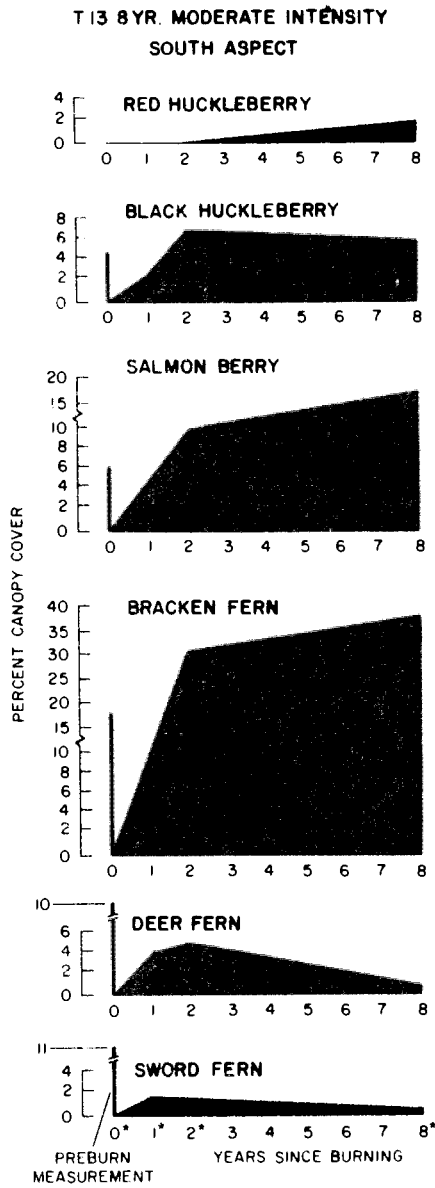 T 13 8 YR. MODERATE INTENSITY
SOUTH ASPECT
RED HUCKLEBERRY
4
2
0
0 1 2 3 4 5 6 7 8
BLACK HUCKLEBERRY
8
6
4
2
0
0 1 2 3 4 5 6 7 8
SALMON BERRY
20
15
10
8
6
4
2
0
0 1 2 3 4 5 6 7 8
PERCENT CANOPY COVER
BRACKEN FERN
40
35
30
25
20
15
10
8
6
4
2
0
0 1 2 3 4 5 6 7 8
10
DEER FERN
6
4
2
0
0 1 2 3 4 5 6 7 8
11
SWORD FERN
4
2
0
0* 1* 2* 3 4 5 6 7 8*
PREBURN
MEASUREMENT
YEARS SINCE BURNING